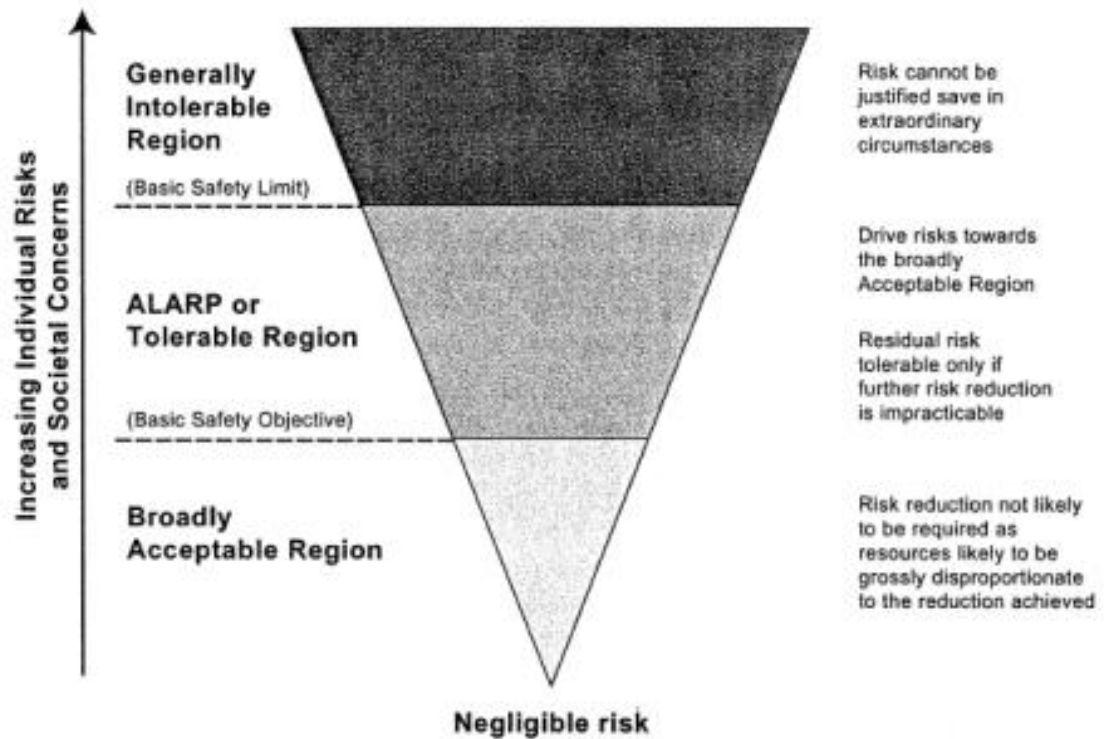 Increasing Individual Risks
and Societal Concerns
Generally
Intolerable
Region
(Basic Safety Limit)
Risk cannot be
justified save in
extraordinary
circumstances
ALARP or
Tolerable Region
(Basic Safety Objective)
Drive risks towards
the broadly
Acceptable Region
Residual risk
tolerable only if
further risk reduction
is impracticable
Broadly
Acceptable Region
Risk reduction not likely
to be required as
resources likely to be
grossly disproportionate
to the reduction achieved
Negligible risk